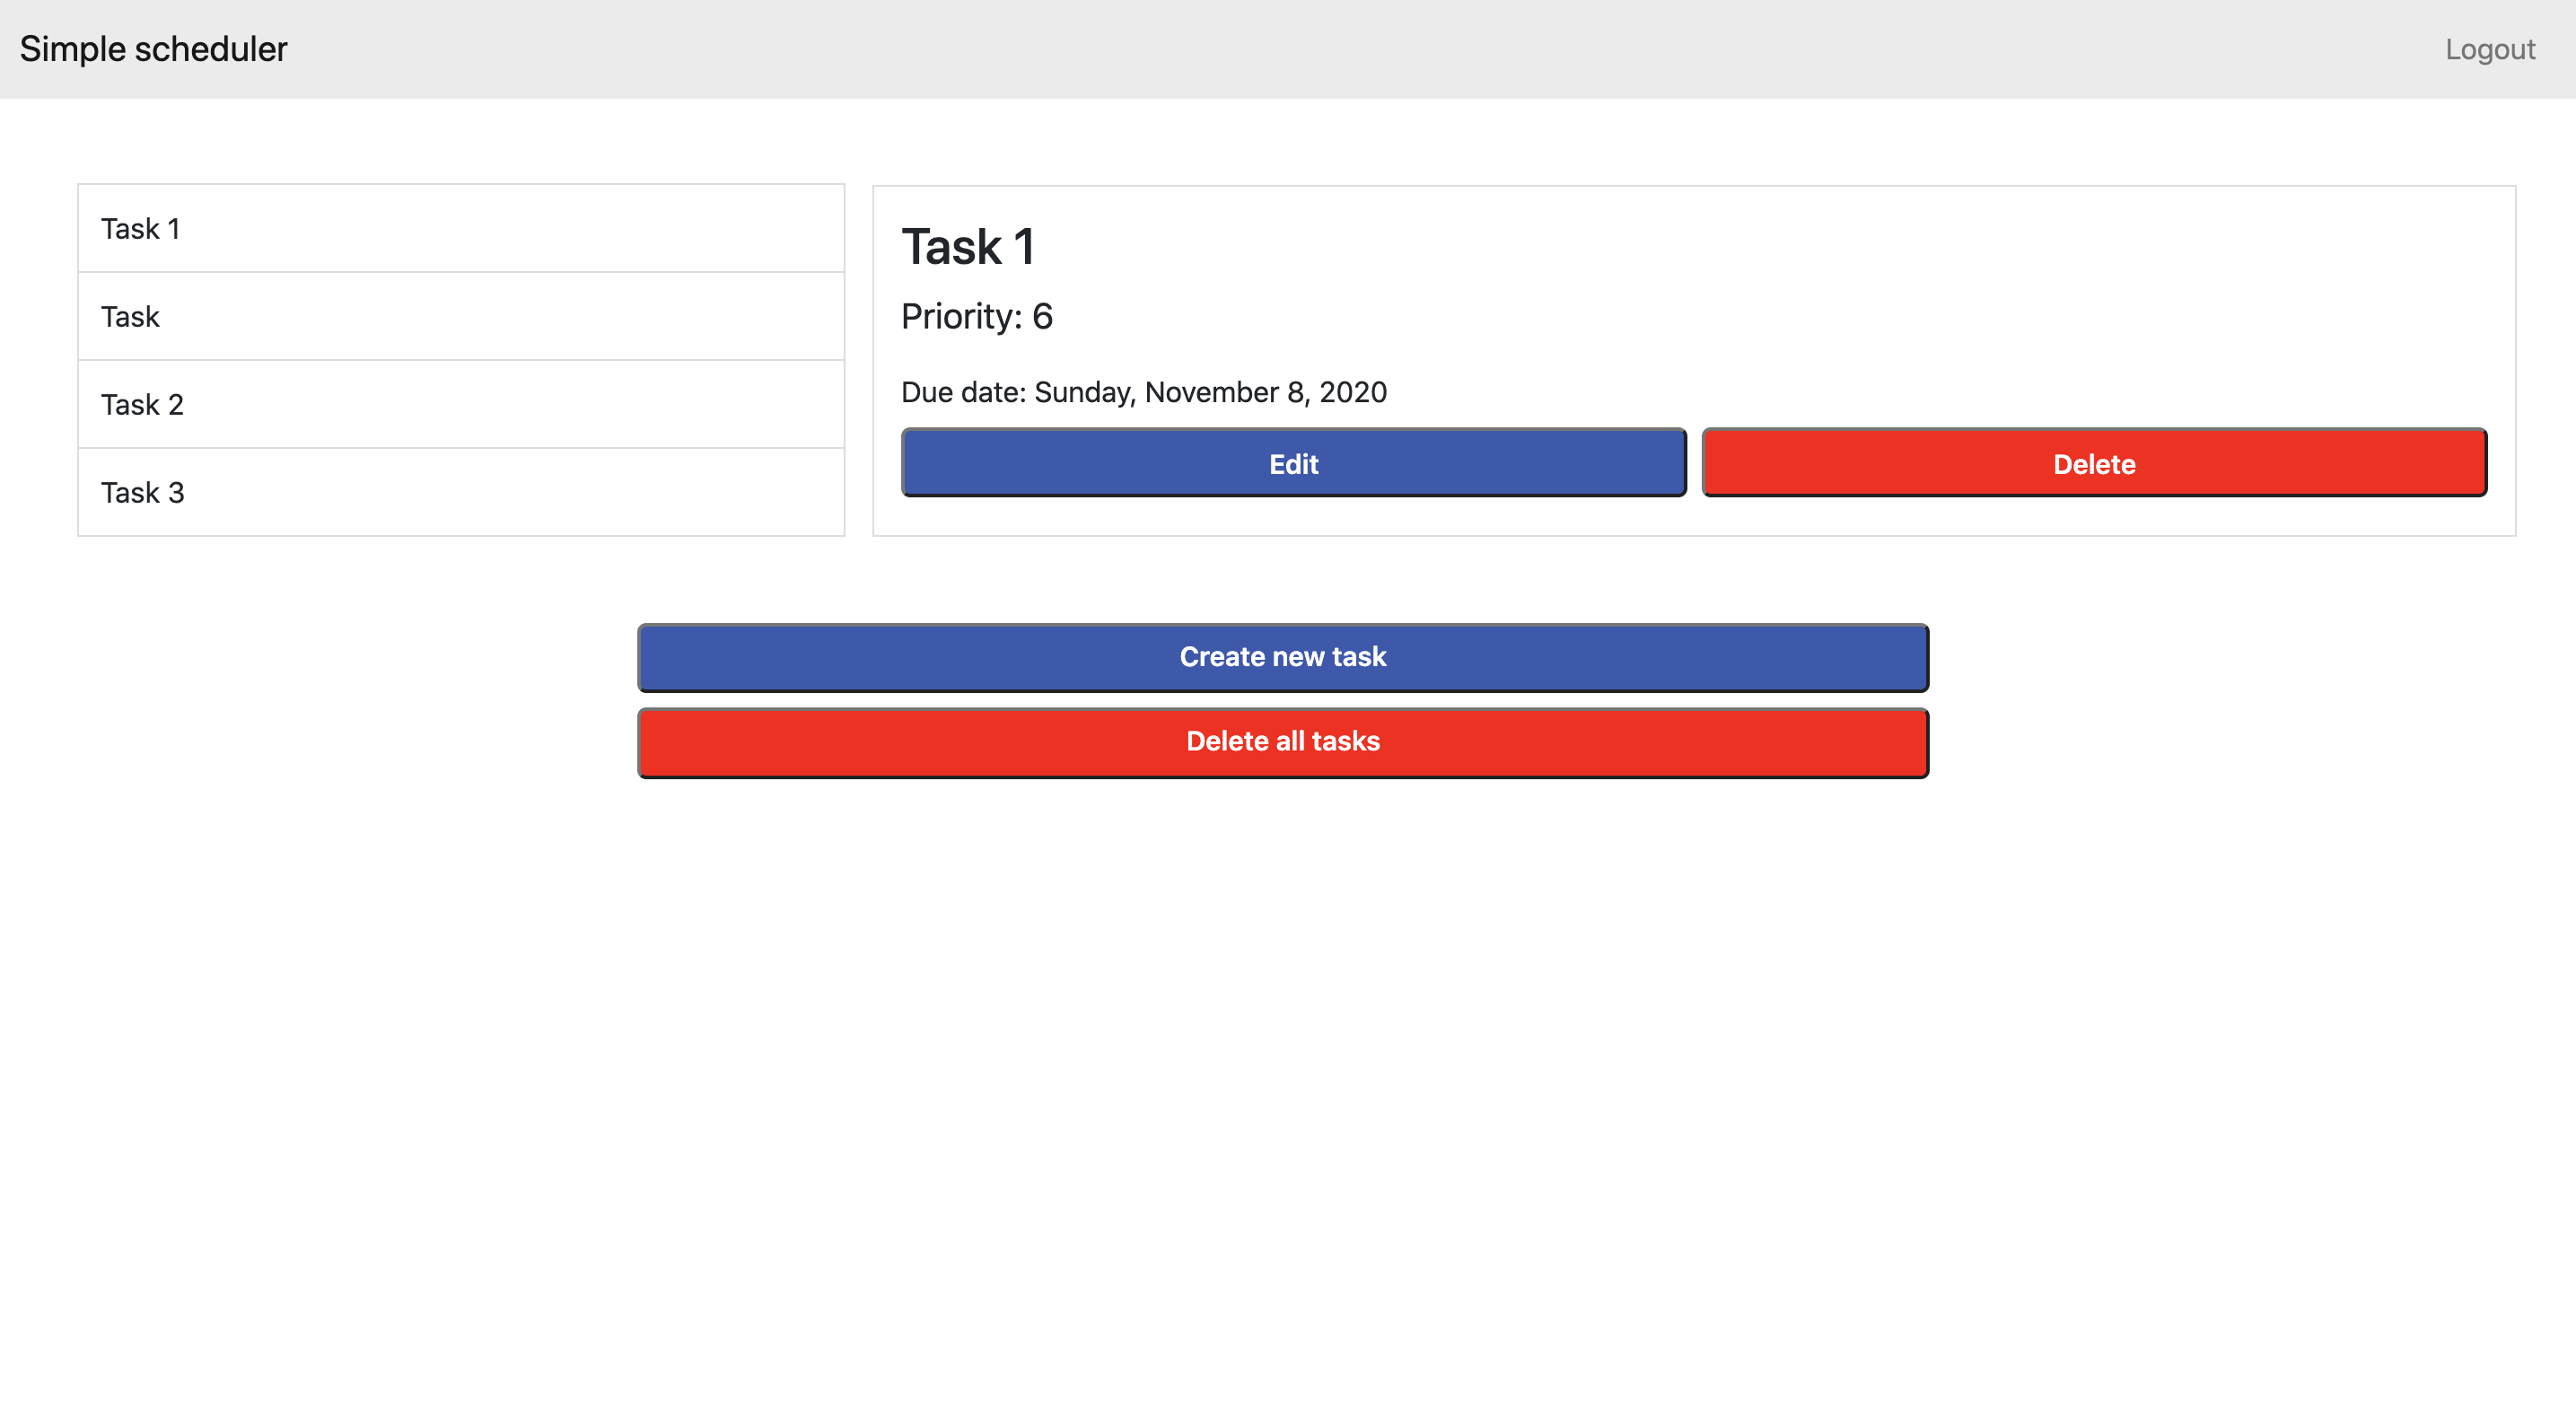 Simple scheduler
Logout
Task 1
Task
Task 2
Task 3
Task 1
Priority: 6
Due date: Sunday, November 8, 2020
Edit
Delete
Create new task
Delete all tasks